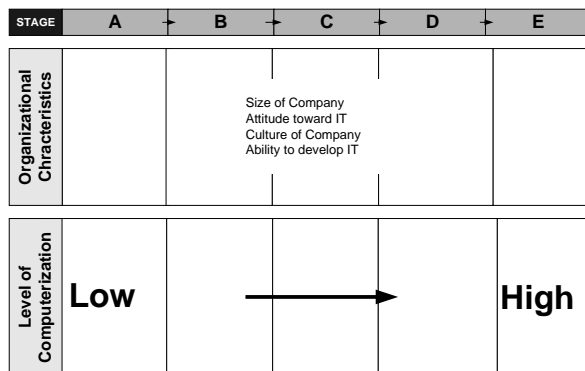 STAGE A B C D E
Organizational
Chracteristics
Size of Company
Attitude toward IT
Culture of Company
Ability to develop IT
Level of
Computerization
Low
High